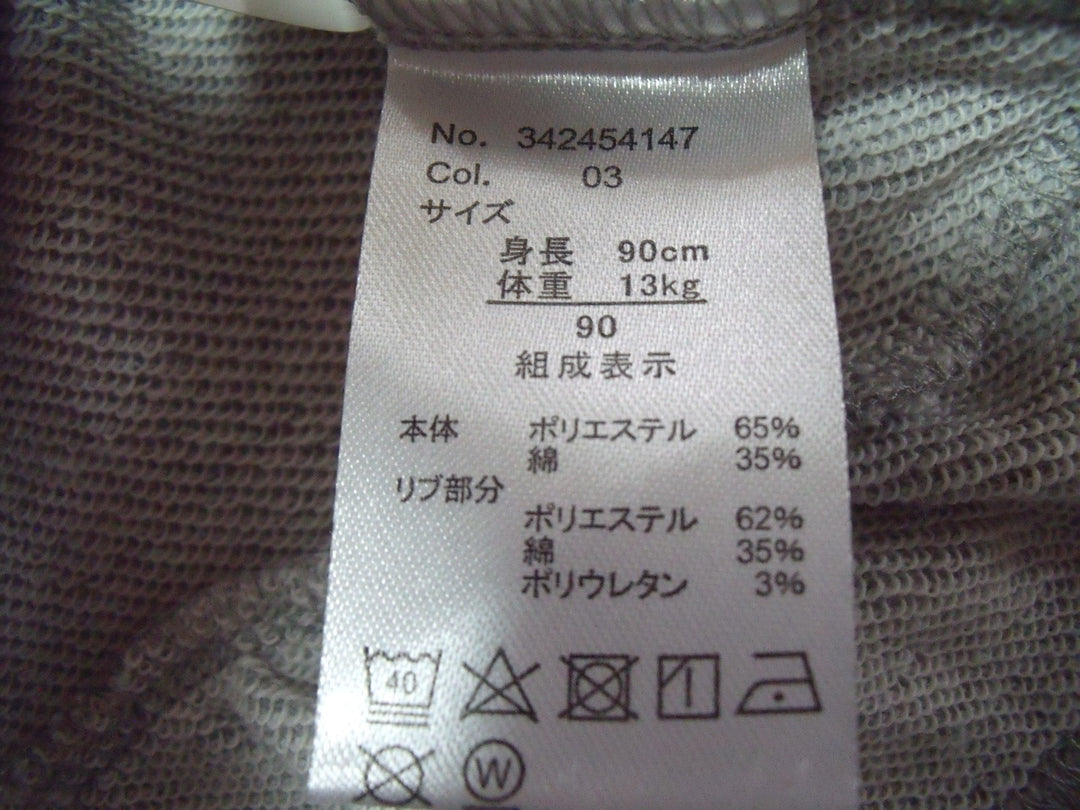 No. 342454147
Col. 03
サイズ
身長 90cm
体重 13kg
90
組成表示
本体 ポリエステル 65%
綿 35%
リブ部分
ポリエステル 62%
綿 35%
ポリウレタン 3%
40
W